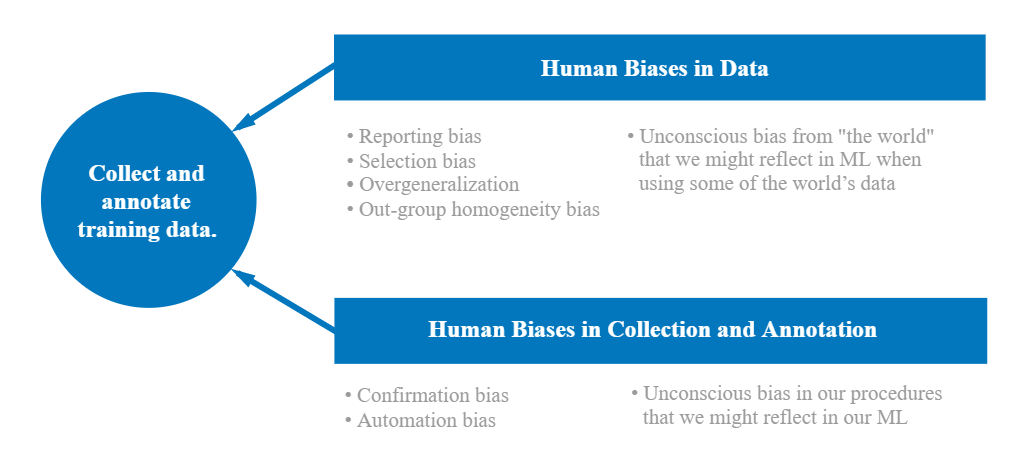 Human Biases in Data
• Reporting bias
• Selection bias
• Overgeneralization
• Out-group homogeneity bias
• Unconscious bias from "the world"
that we might reflect in ML when
using some of the world’s data
Collect and
annotate
training data.
Human Biases in Collection and Annotation
• Confirmation bias
• Automation bias
• Unconscious bias in our procedures
that we might reflect in our ML